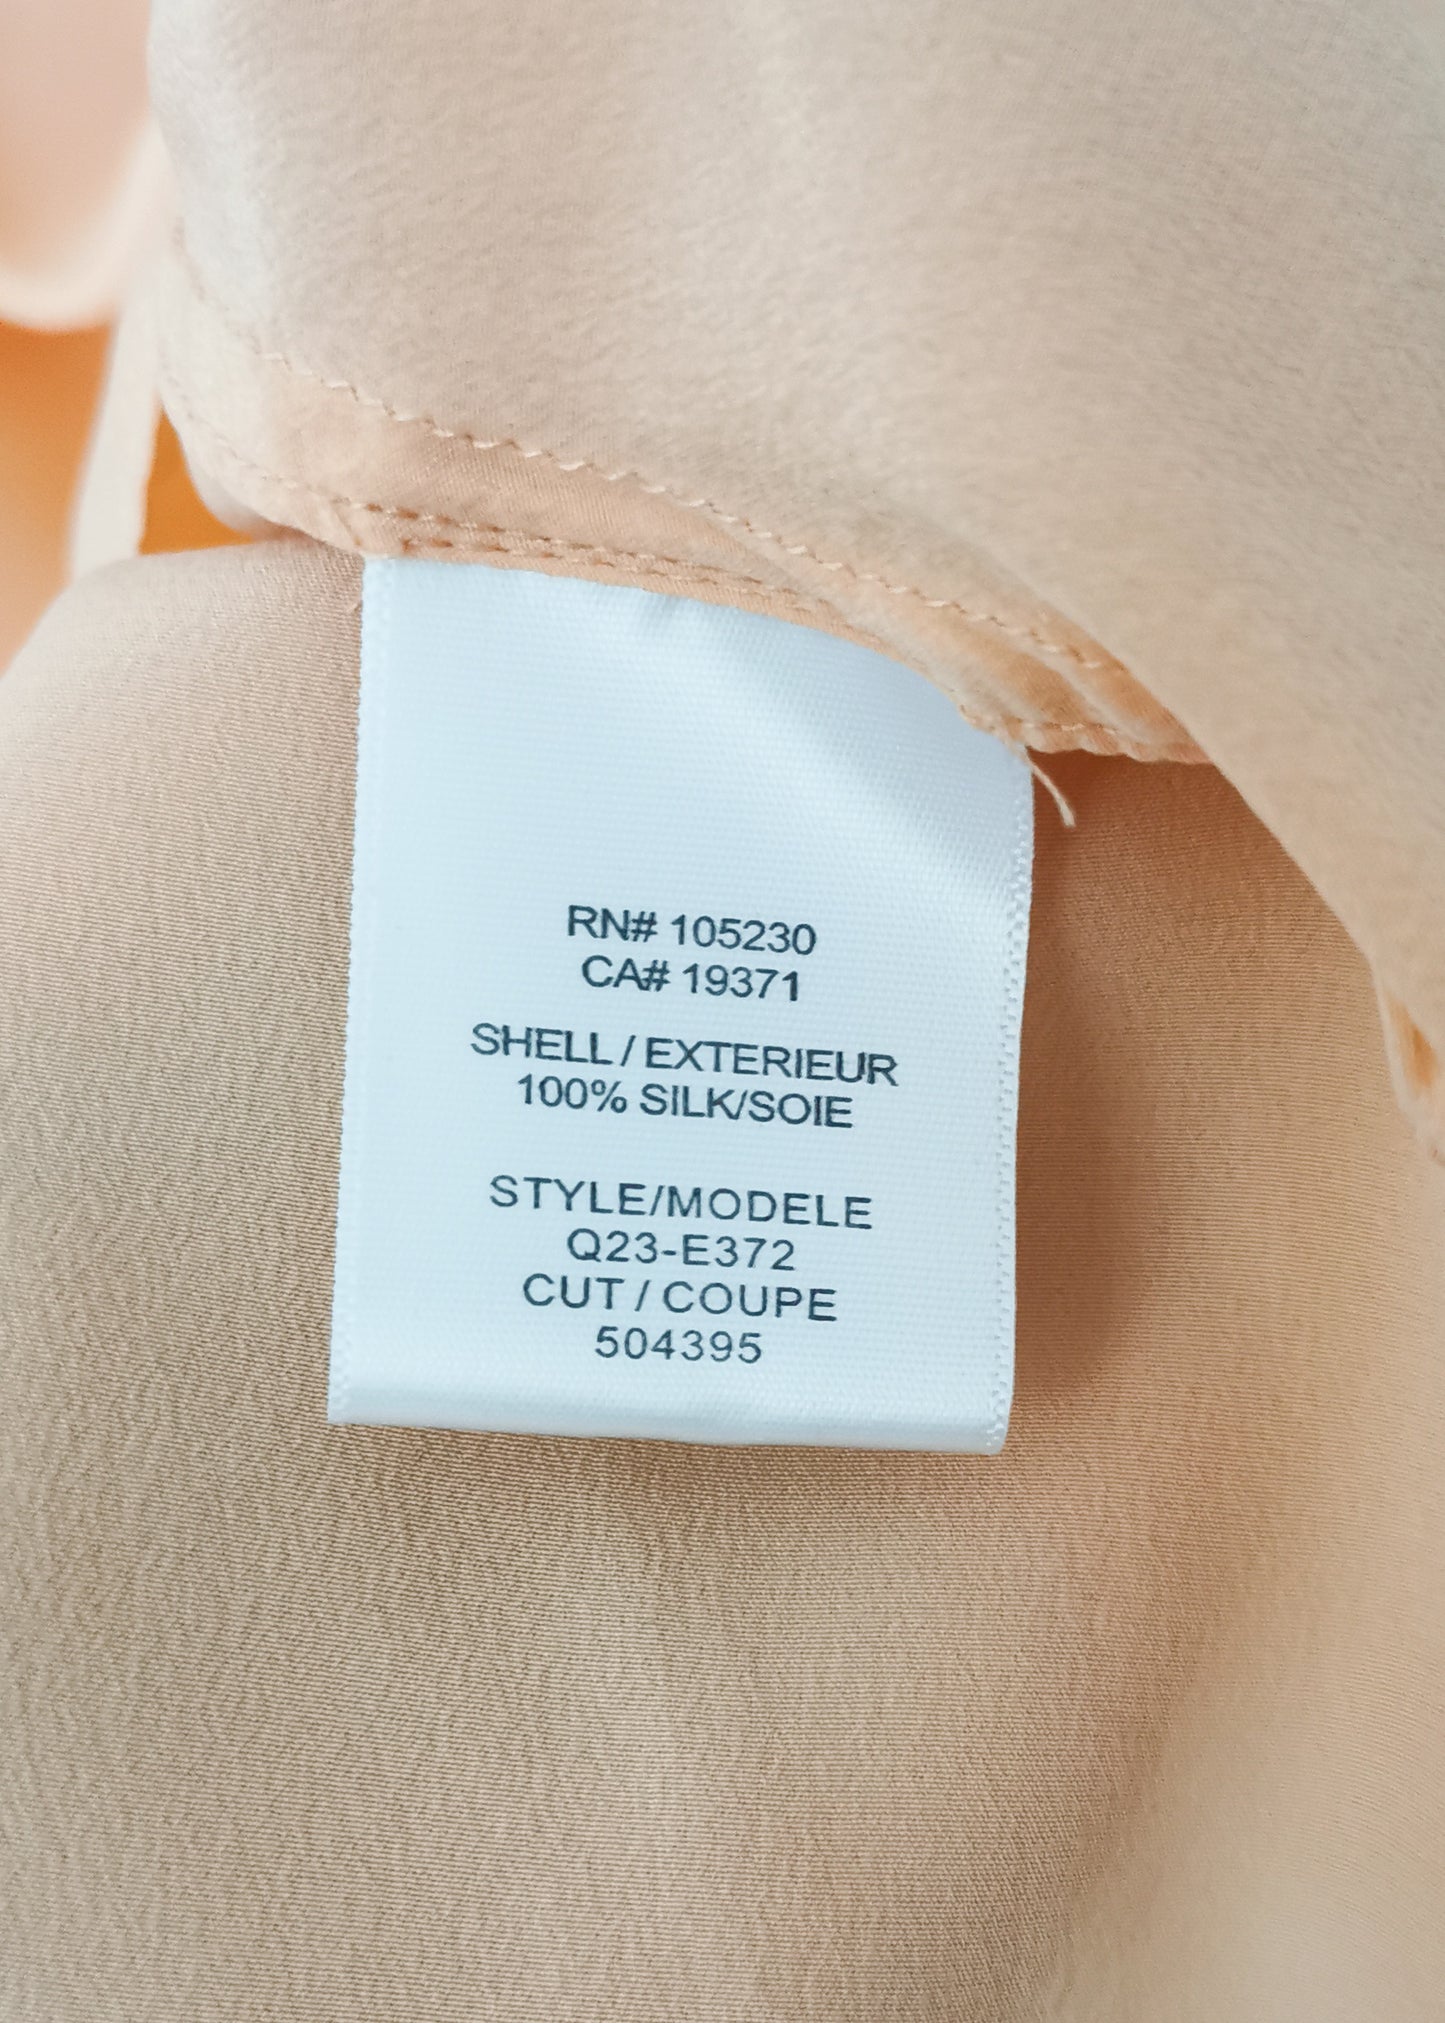 RN# 105230
CA# 19371
SHELL / EXTERIEUR
100% SILK/SOIE
STYLE/MODELE
Q23-E372
CUT / COUPE
504395